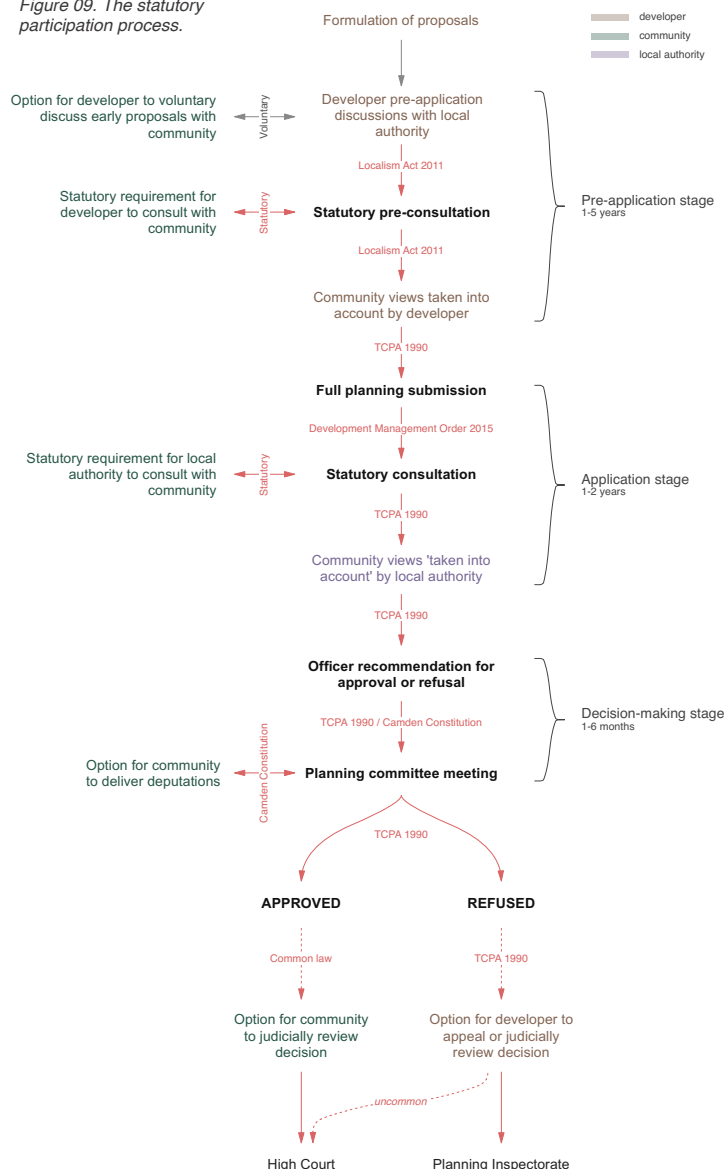 Figure 09. The statutory
participation process.
developer
community
local authority
Formulation of proposals
Option for developer to voluntary
discuss early proposals with
community
Voluntary
Developer pre-application
discussions with local
authority
Localism Act 2011
Statutory requirement for
developer to consult with
community
Statutory
Statutory pre-consultation
Pre-application stage
1-5 years
Localism Act 2011
Community views taken into
account by developer
TCPA 1990
Full planning submission
Development Management Order 2015
Statutory requirement for local
authority to consult with
community
Statutory
Statutory consultation
Application stage
1-2 years
TCPA 1990
Community views 'taken into
account' by local authority
TCPA 1990
Officer recommendation for
approval or refusal
TCPA 1990 / Camden Constitution
Decision-making stage
1-6 months
Option for community
to deliver deputations
Camden Constitution
Planning committee meeting
TCPA 1990
APPROVED
REFUSED
Common law
TCPA 1990
Option for community
to judicially review
decision
Option for developer to
appeal or judicially
review decision
uncommon
High Court
Planning Inspectorate